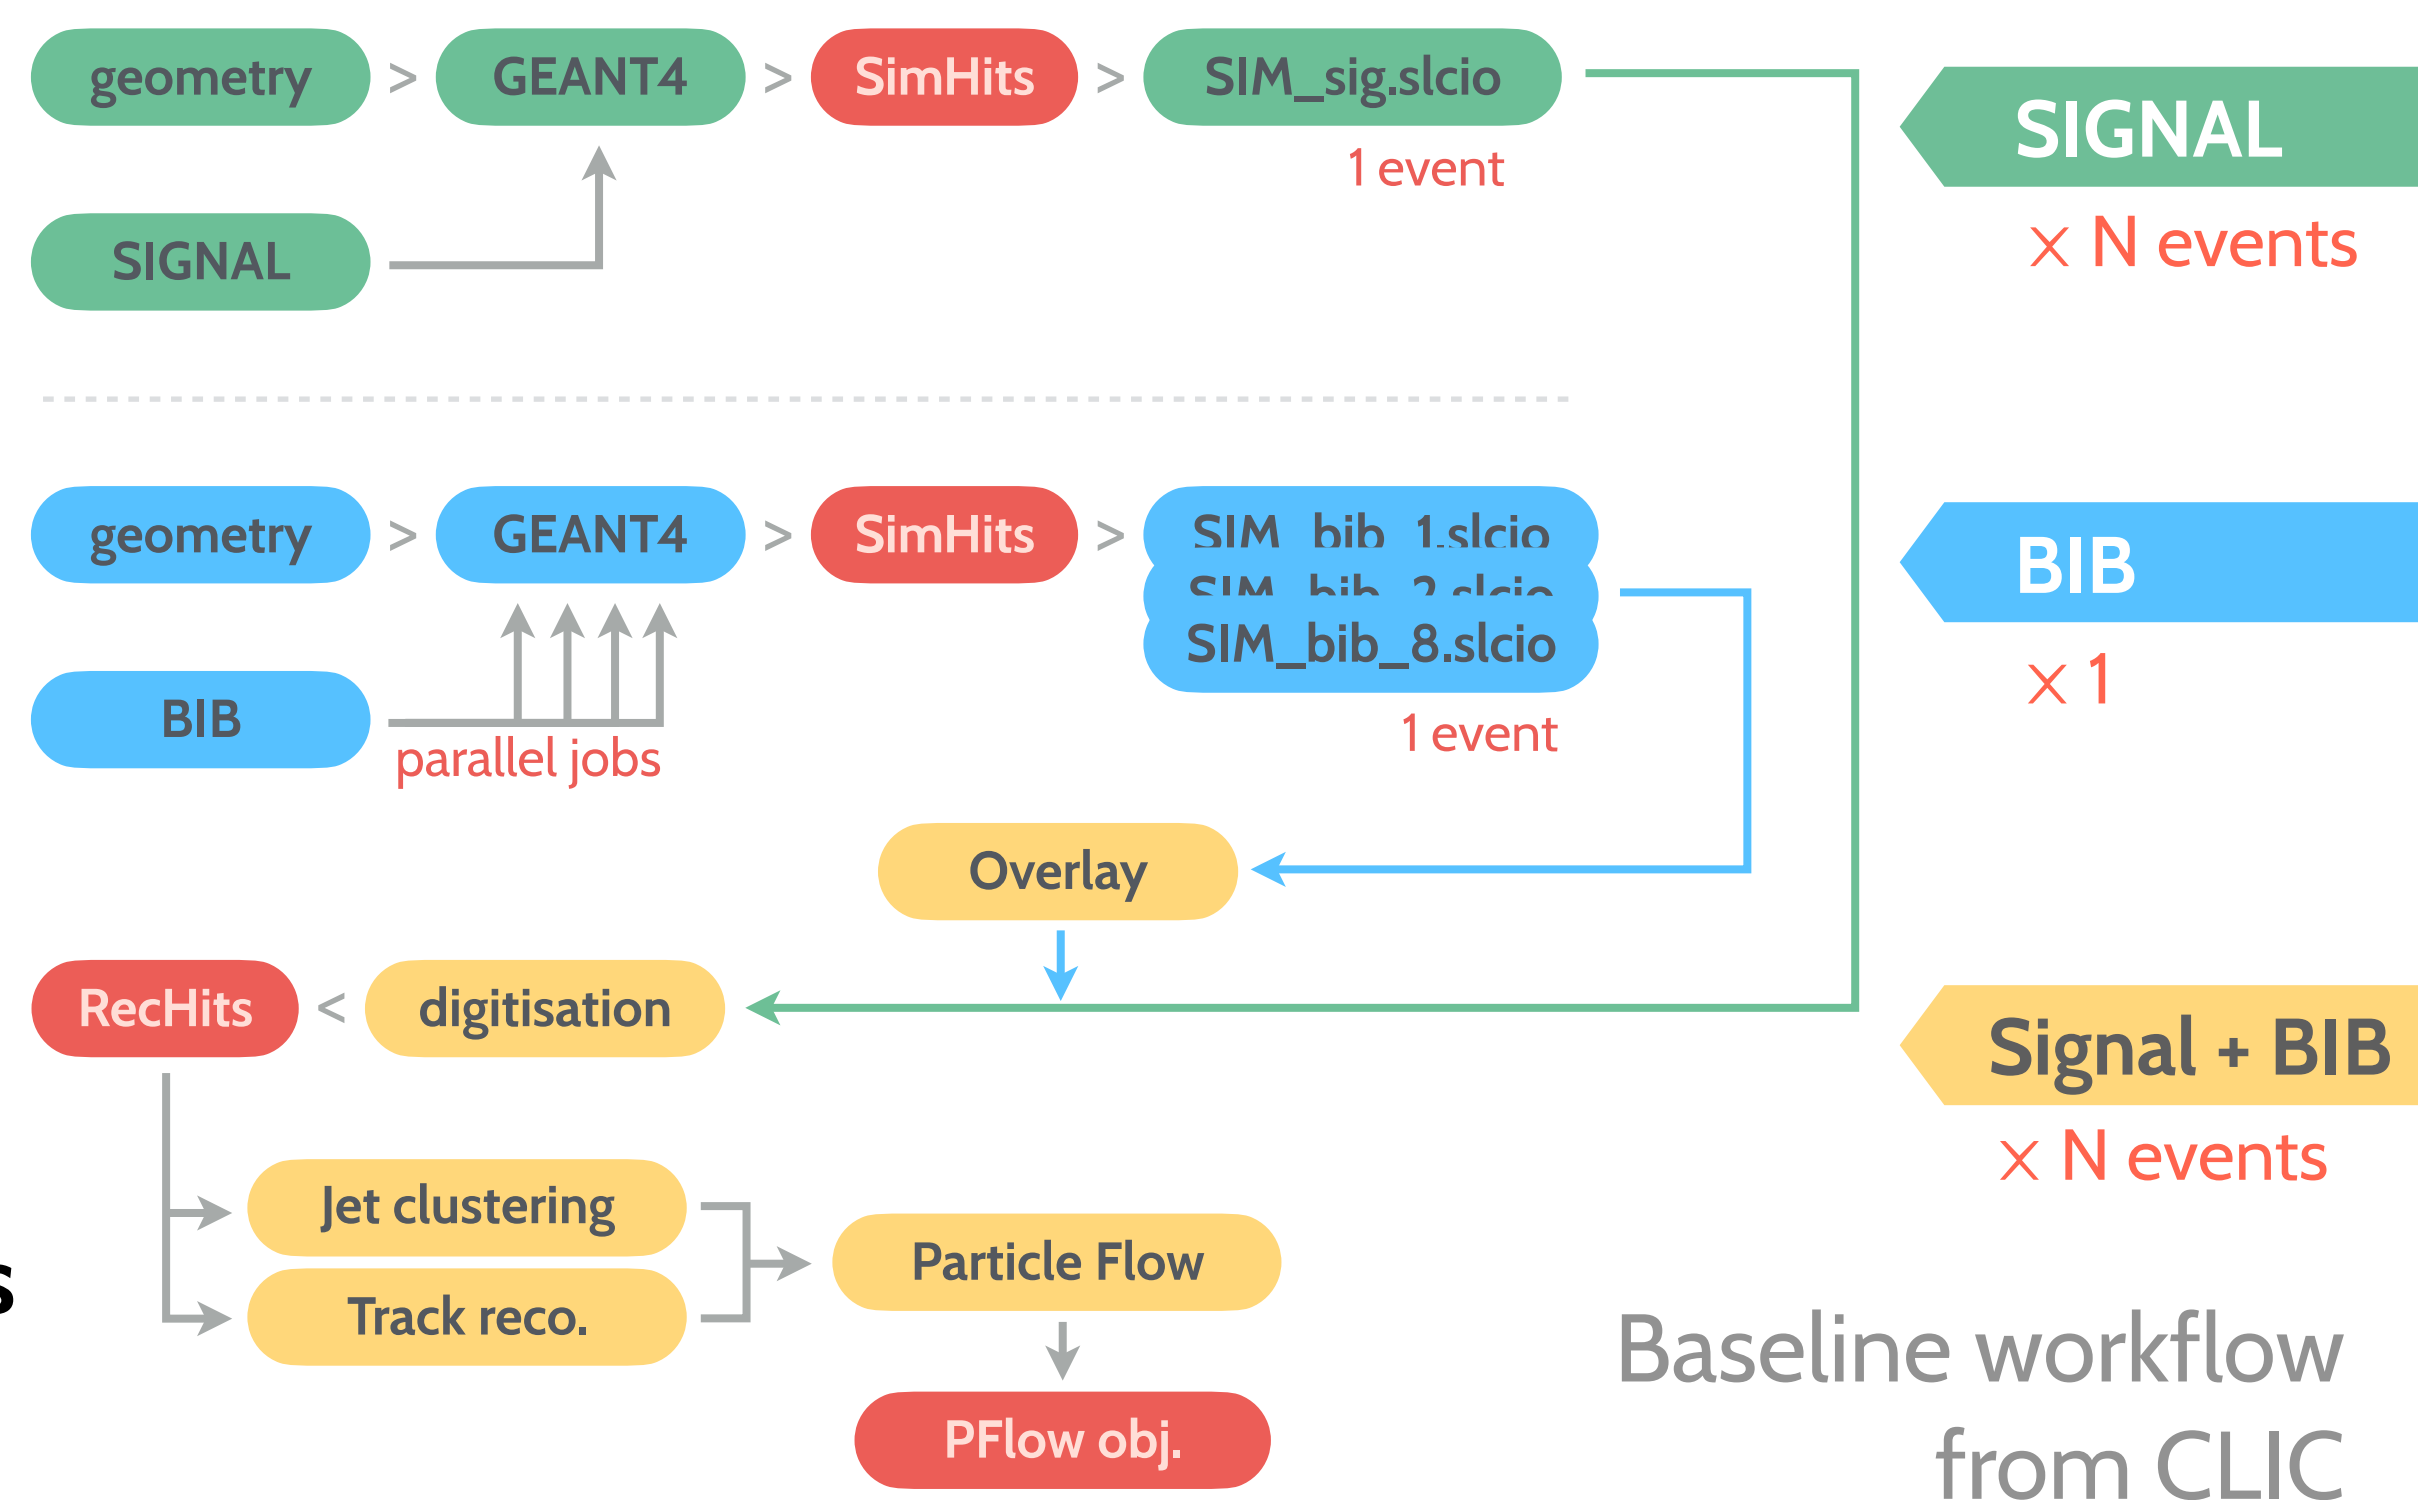 geometry > GEANT4 > SimHits > SIM_sig.slcio
1 event
SIGNAL
SIGNAL
x N events
geometry > GEANT4 > SimHits > SIM_bib_1.slcio
SIM_bib_2.slcio
SIM_bib_8.slcio
1 event
BIB
parallel jobs
BIB
x 1
Overlay
RecHits < digitisation
Signal + BIB
x N events
Jet clustering
Track reco.
Particle Flow
PFlow obj.
s
Baseline workflow
from CLIC